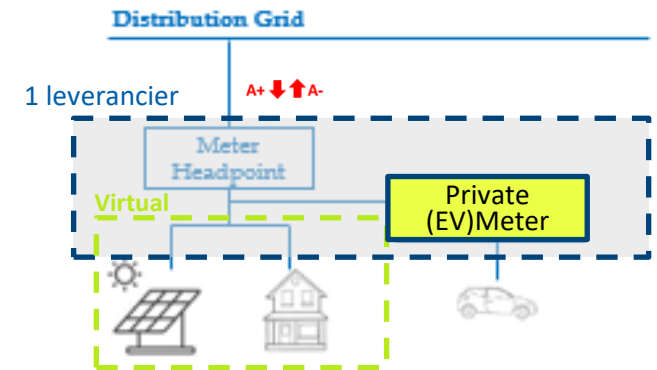 Distribution Grid
1 leverancier
A+ A-
Meter
Headpoint
Virtual
Private
(EV)Meter